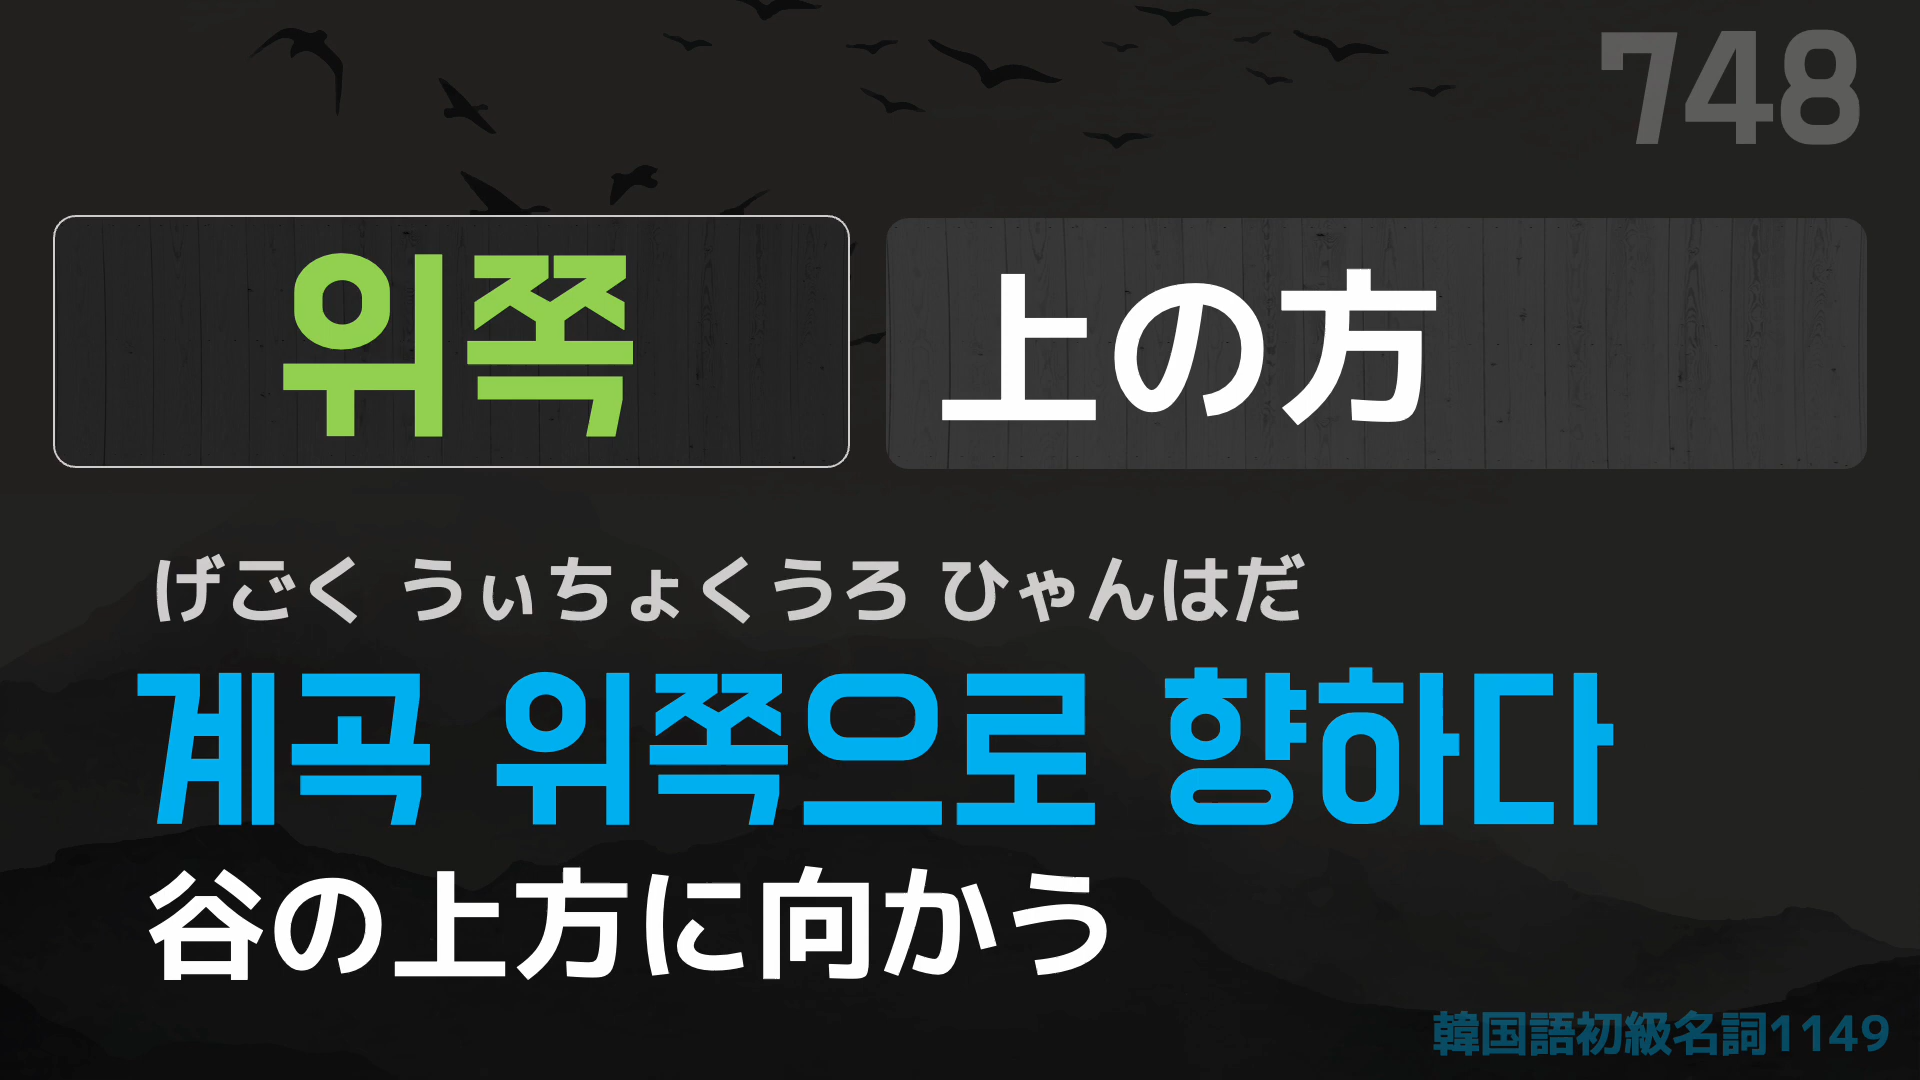 748
위쪽
上の方
げごく うぃちょくうろ ひゃんはだ
계곡 위쪽으로 향하다
谷の上方に向かう
韓国語初級名詞1149